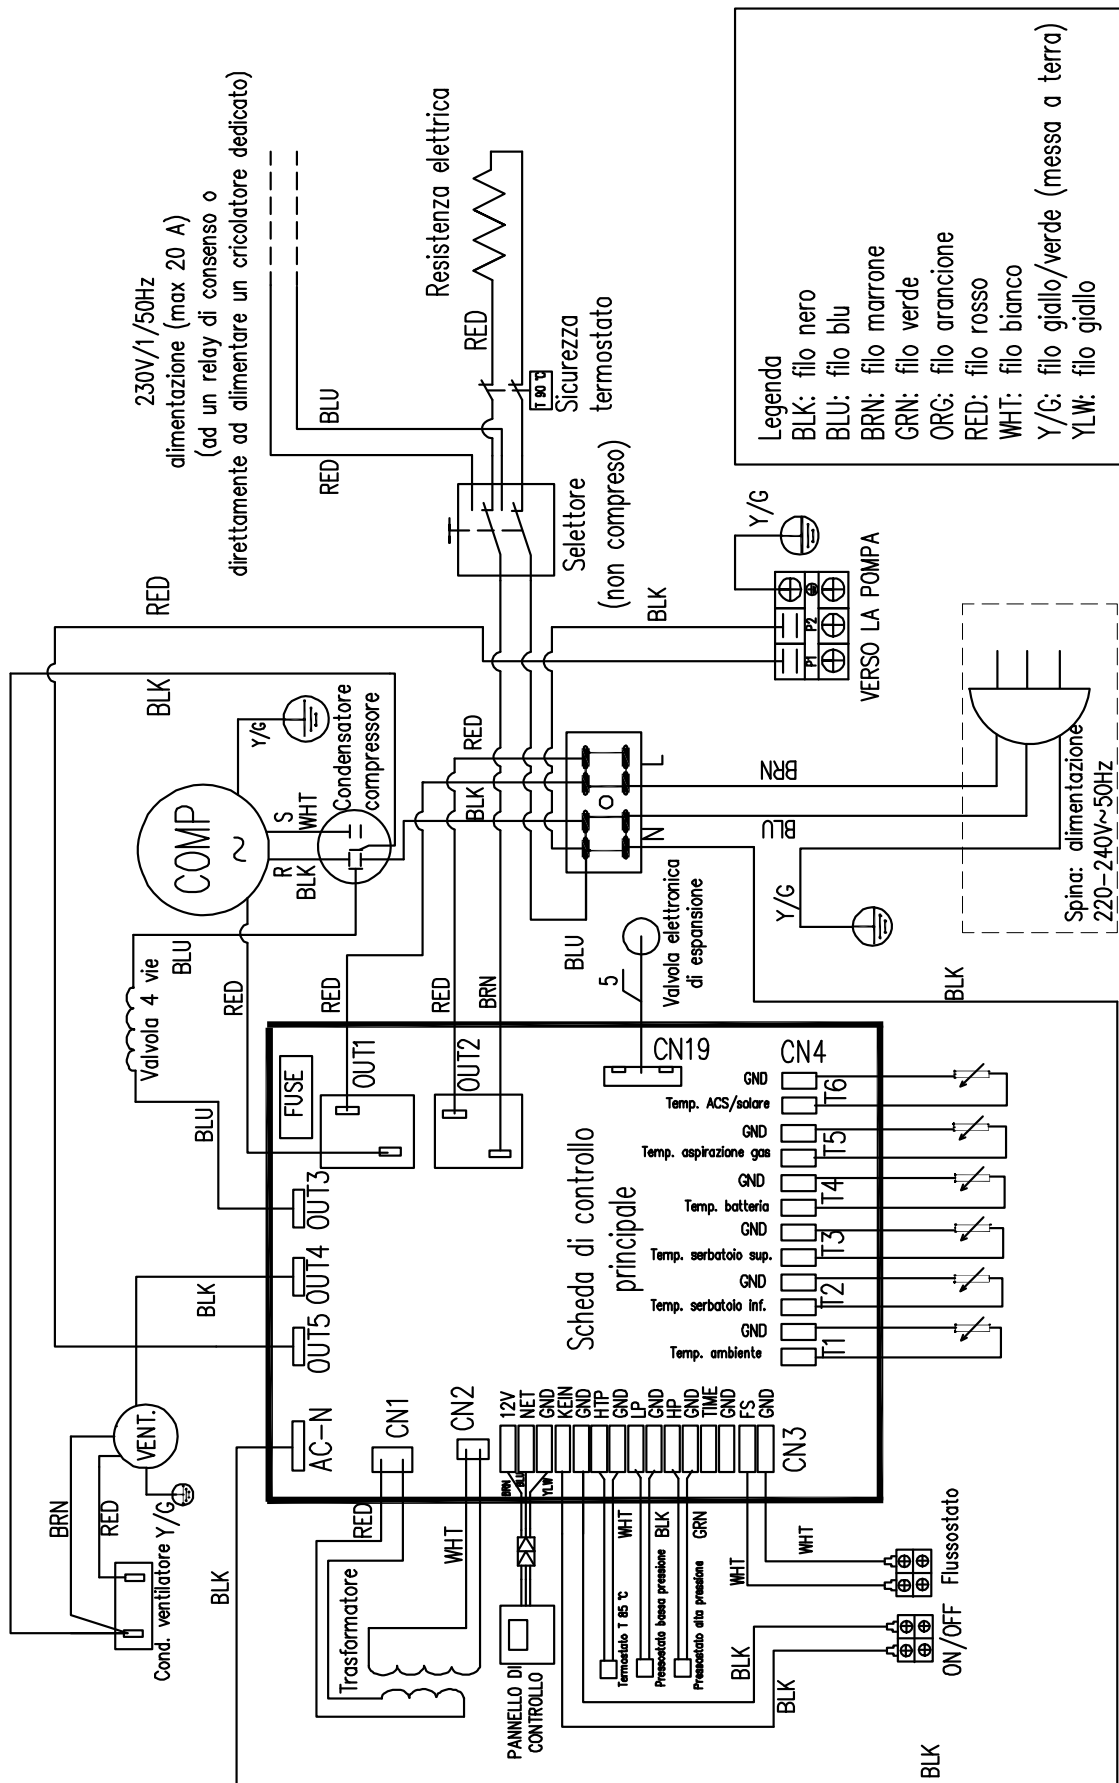 230V/1/50Hz
alimentazione (max 20 A)
(ad un relay di consenso o
direttamente ad alimentare un cricolatore dedicato)
RED
BLU
Resistenza elettrica
RED
T 90 ℃
Sicurezza
termostato
Selettore
(non compreso)
Legenda
BLK: filo nero
BLU: filo blu
BRN: filo marrone
GRN: filo verde
ORG: filo arancione
RED: filo rosso
WHT: filo bianco
Y/G: filo giallo/verde (messa a terra)
YLW: filo giallo
RED
BLK
COMP
~
Y/G
S
WHT
R
BLK
Condensatore
compressore
RED
BLK
BLK
Y/G
P1
P2
VERSO LA POMPA
L
N
BRN
BLU
Y/G
Spina: alimentazione
220-240V~50Hz
BLU
Valvola 4 vie
BLU
RED
RED
RED
BRN
BLU
5
Valvola elettronica
di espansione
BLK
FUSE
OUT1
OUT2
OUT3
OUT4
OUT5
AC-N
CN19
CN4
Scheda di controllo
principale
GND
Temp. ACS/solare
T6
GND
Temp. aspirazione gas
T5
GND
Temp. batteria
T4
GND
Temp. serbatoio sup.
T3
GND
Temp. serbatoio inf.
T2
GND
Temp. ambiente
T1
BLK
VENT.
BRN
RED
Y/G
Cond. ventilatore
BLK
CN1
CN2
RED
WHT
Trasformatore
12V
NET
GND
KEIN
GND
HTP
GND
LP
GND
HP
GND
TIME
GND
FS
GND
CN3
BRN
BLU
YLW
PANNELLO DI
CONTROLLO
WHT
Termostato T 85 ℃
BLK
Pressostato bassa pressione
GRN
Pressostato alta pressione
WHT
WHT
BLK
BLK
Flussostato
ON/OFF
BLK